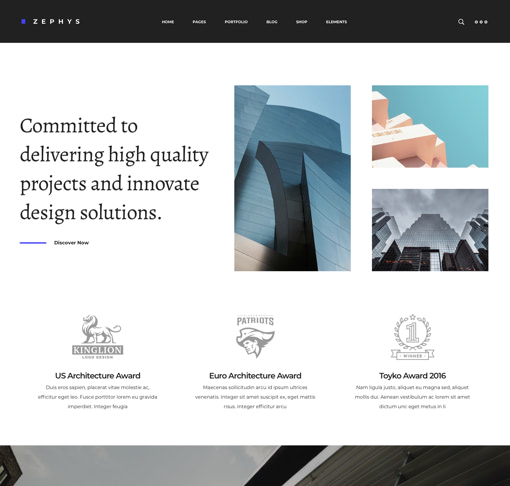 ZEPHYS
HOME PAGES PORTFOLIO BLOG SHOP ELEMENTS
Committed to
delivering high quality
projects and innovate
design solutions.
Discover Now
KINGLION
LOGO DESIGN
PATRIOTS
1
WINNER
US Architecture Award
Euro Architecture Award
Toyko Award 2016
Duis eros sapien, placerat vitae molestie ac,
efficitur eget leo. Fusce porttitor lorem eu gravida
imperdiet. Integer feugia
Maecenas sollicitudin arcu id ipsum ultrices
venenatis. Integer sit amet suscipit ex, eget mattis
risus. Integer efficitur arcu
Nam ligula justo, aliquet eu magna sed, aliquet
mollis dui. Aenean vestibulum ac lorem sit amet
dictum unc eget metus in li